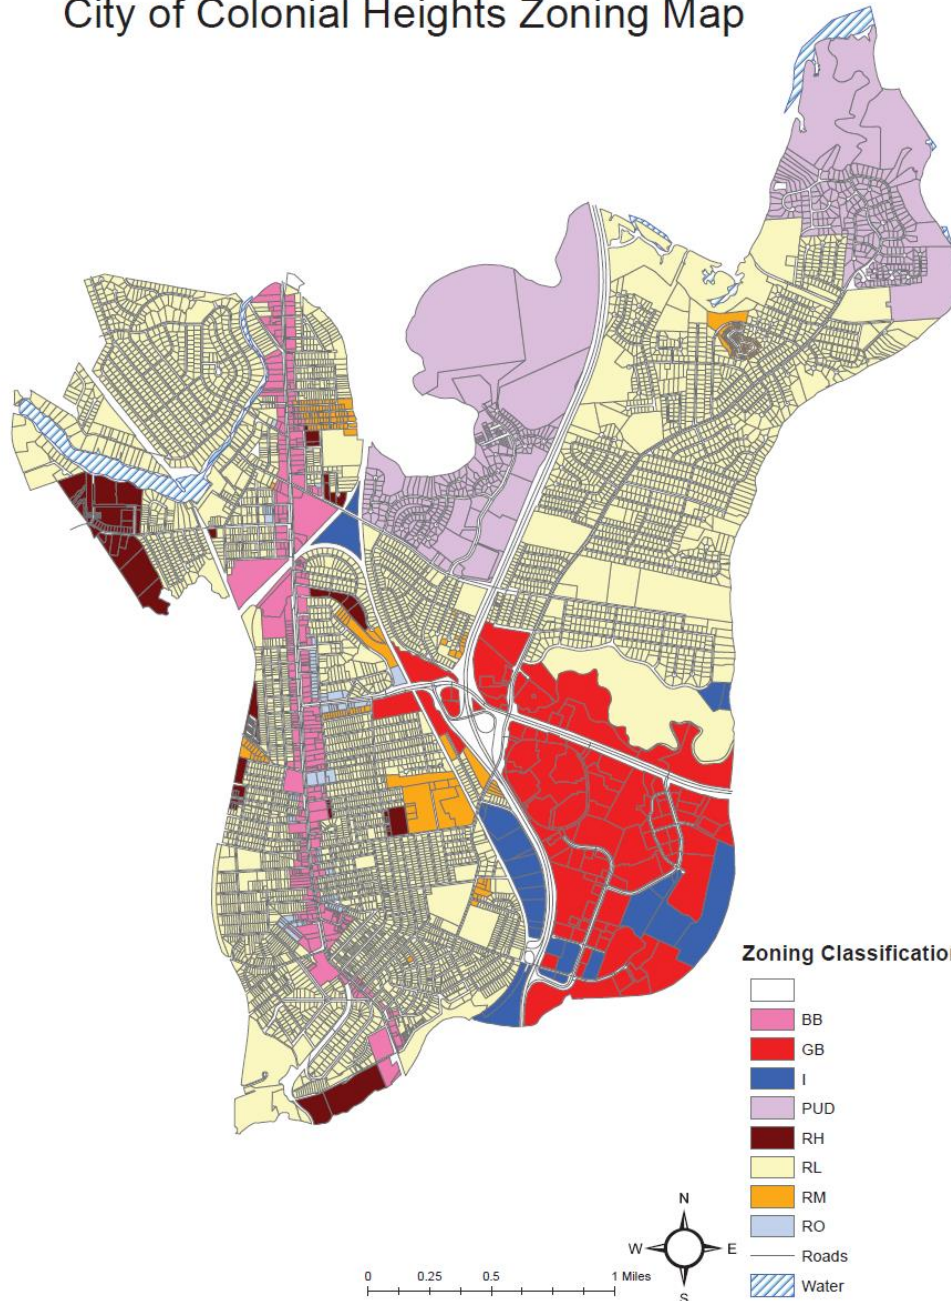 City of Colonial Heights Zoning Map
Zoning Classification
BB
GB
I
PUD
RH
RL
RM
RO
Roads
Water
N
W E
S
0 0.25 0.5 1 Miles